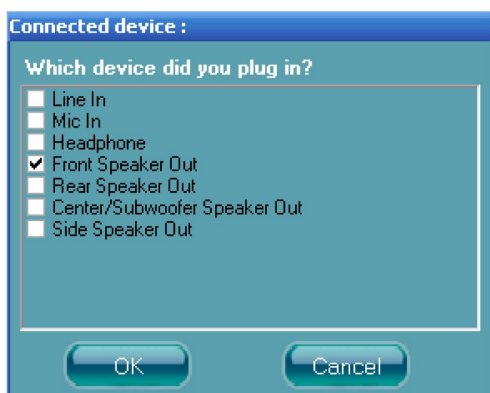 Connected device :
Which device did you plug in?
Line In
Mic In
Headphone
Front Speaker Out
Rear Speaker Out
Center/Subwoofer Speaker Out
Side Speaker Out
OK
Cancel